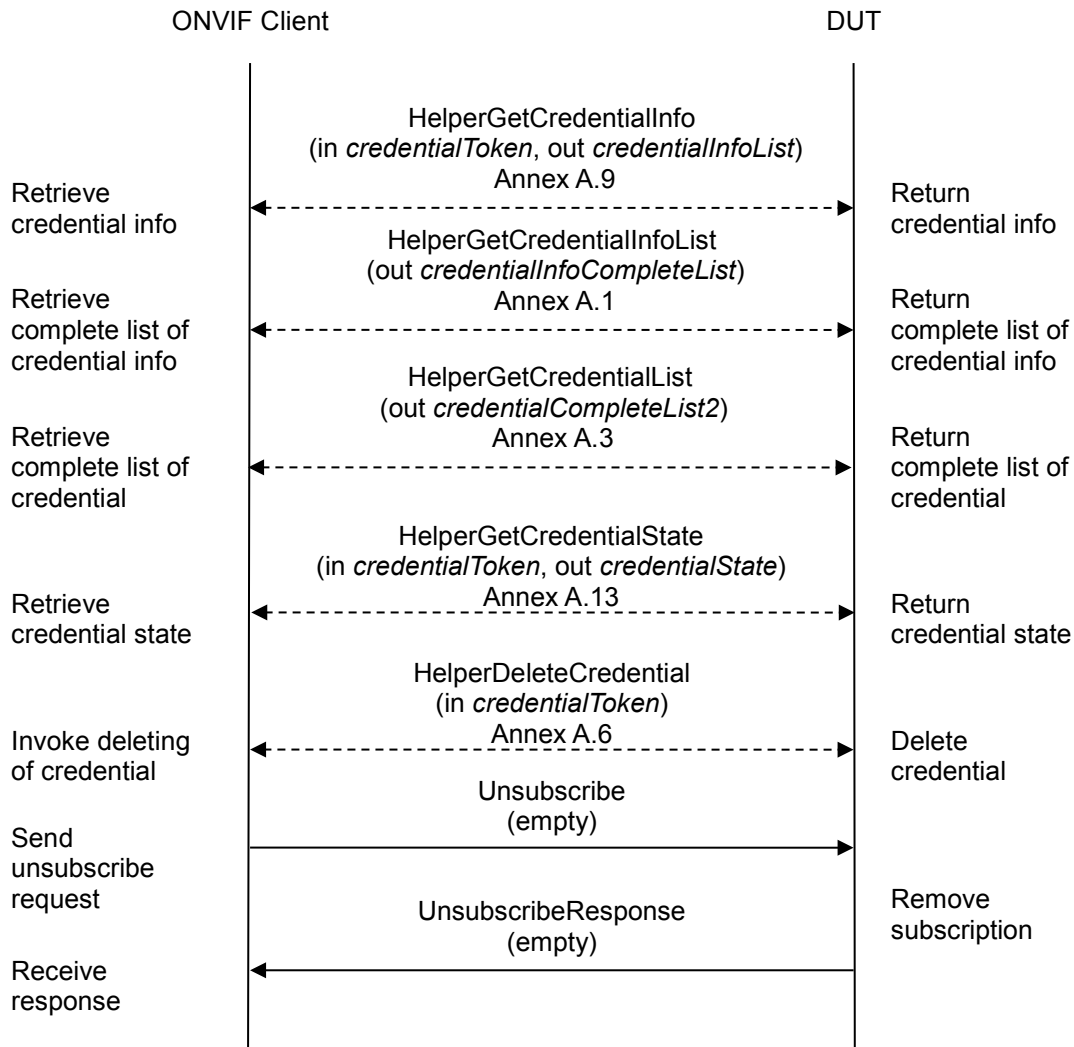 ONVIF Client
DUT
HelperGetCredentialInfo
(in credentialToken, out credentialInfoList)
Annex A.9
Retrieve
credential info
Return
credential info
HelperGetCredentialInfoList
(out credentialInfoCompleteList)
Annex A.1
Retrieve
complete list of
credential info
Return
complete list of
credential info
HelperGetCredentialList
(out credentialCompleteList2)
Annex A.3
Retrieve
complete list of
credential
Return
complete list of
credential
HelperGetCredentialState
(in credentialToken, out credentialState)
Annex A.13
Retrieve
credential state
Return
credential state
HelperDeleteCredential
(in credentialToken)
Annex A.6
Invoke deleting
of credential
Delete
credential
Unsubscribe
(empty)
Send
unsubscribe
request
UnsubscribeResponse
(empty)
Remove
subscription
Receive
response